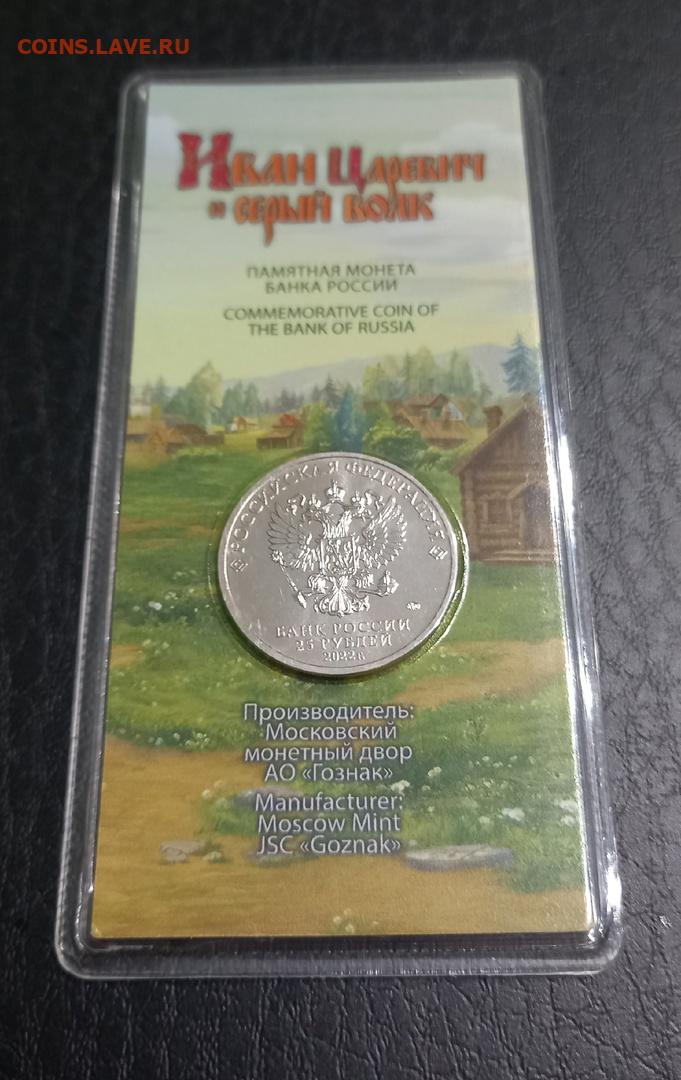 COINS.LAVE.RU
Иван Царевич
и серый волк
ПАМЯТНАЯ МОНЕТА
БАНКА РОССИИ
COMMEMORATIVE COIN OF
THE BANK OF RUSSIA
РОССИЙСКАЯ ФЕДЕРАЦИЯ
БАНК РОССИИ
25 РУБЛЕЙ
2022 г.
Производитель:
Московский
монетный двор
АО «Гознак»
Manufacturer:
Moscow Mint
JSC «Goznak»